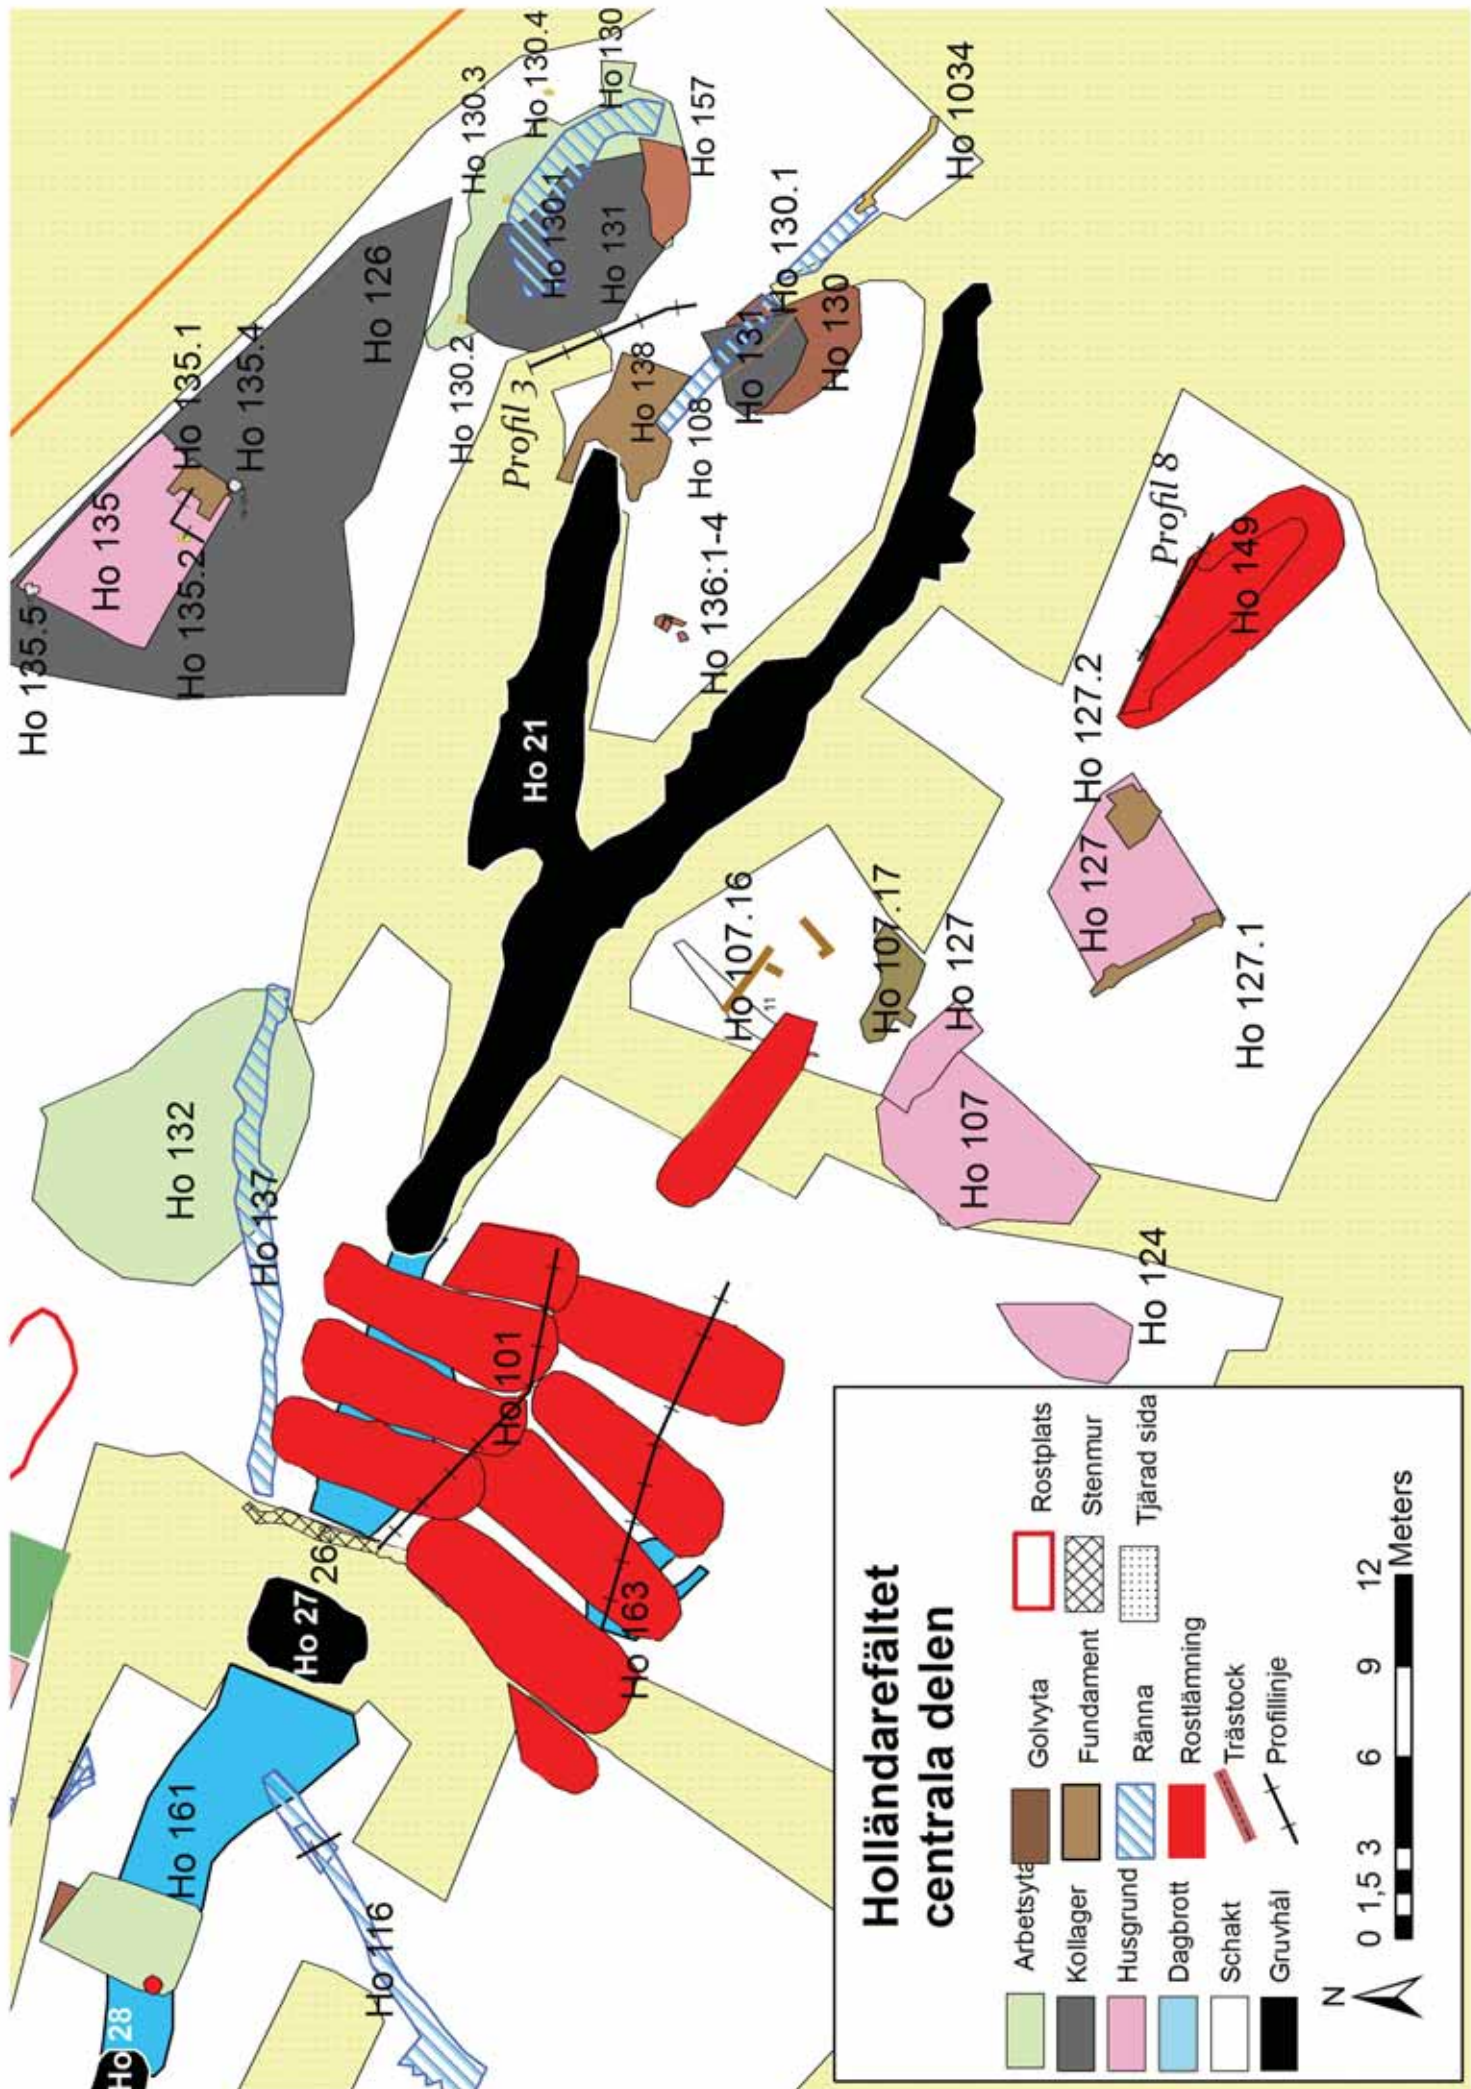 Ho 28
Ho 161
Ho 116
Ho 27
26
Ho 163
Ho 101
Ho 137
Ho 132
Ho 21
Ho 135.5
Ho 135
Ho 135.2
Ho 135.1
Ho 135.4
Ho 126
Ho 130.2
Ho 130.3
Ho 130.4
Ho 130
Ho 130.1
Ho 131
Ho 157
Profil 3
Ho 138
Ho 108
Ho 136:1-4
Ho 131
Ho 130
Ho 130.1
Ho 1034
Ho 107.16
11
Ho 107.17
Ho 127
Ho 107
Ho 124
Ho 127
Ho 127.1
Ho 127.2
Ho 149
Profil 8
Holländarefältet
centrala delen
Arbetsyta
Kollager
Husgrund
Dagbrott
Schakt
Gruvhål
Golvyta
Fundament
Ränna
Rostlämning
Trästock
Profillinje
Rostplats
Stenmur
Tjärad sida
N
0 1,5 3 6 9 12
Meters